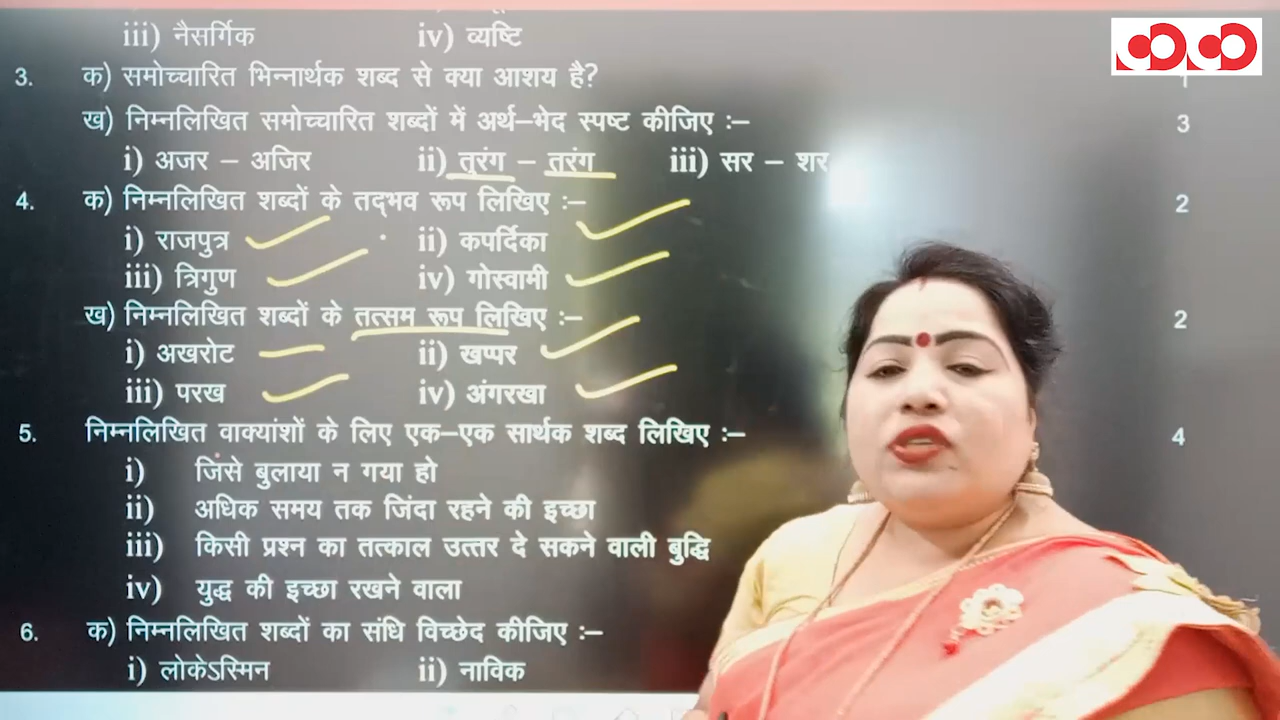 iii) नैसर्गिक iv) व्यष्टि
3. क) समोच्चारित भिन्नार्थक शब्द से क्या आशय है? 1
ख) निम्नलिखित समोच्चारित शब्दों में अर्थ–भेद स्पष्ट कीजिए :– 3
i) अजर – अजिर ii) तुरंग – तरंग iii) सर – शर
4. क) निम्नलिखित शब्दों के तद्भव रूप लिखिए :– 2
i) राजपुत्र ii) कपर्दिका
iii) त्रिगुण iv) गोस्वामी
ख) निम्नलिखित शब्दों के तत्सम रूप लिखिए :– 2
i) अखरोट ii) खप्पर
iii) परख iv) अंगरखा
5. निम्नलिखित वाक्यांशों के लिए एक–एक सार्थक शब्द लिखिए :– 4
i) जिसे बुलाया न गया हो
ii) अधिक समय तक जिंदा रहने की इच्छा
iii) किसी प्रश्न का तत्काल उत्तर दे सकने वाली बुद्धि
iv) युद्ध की इच्छा रखने वाला
6. क) निम्नलिखित शब्दों का संधि विच्छेद कीजिए :–
i) लोकेऽस्मिन ii) नाविक